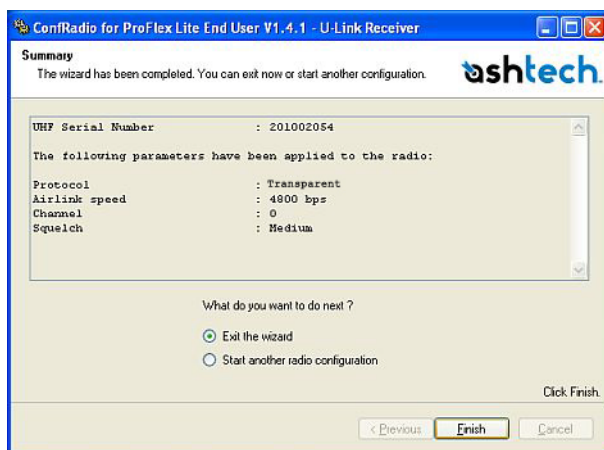 ConfRadio for ProFlex Lite End User V1.4.1 - U-Link Receiver
Summary
The wizard has been completed. You can exit now or start another configuration.
ashtech.
UHF Serial Number : 201002054
The following parameters have been applied to the radio:
Protocol : Transparent
Airlink speed : 4800 bps
Channel : 0
Squelch : Medium
What do you want to do next ?
Exit the wizard
Start another radio configuration
Click Finish.
< Previous Finish Cancel